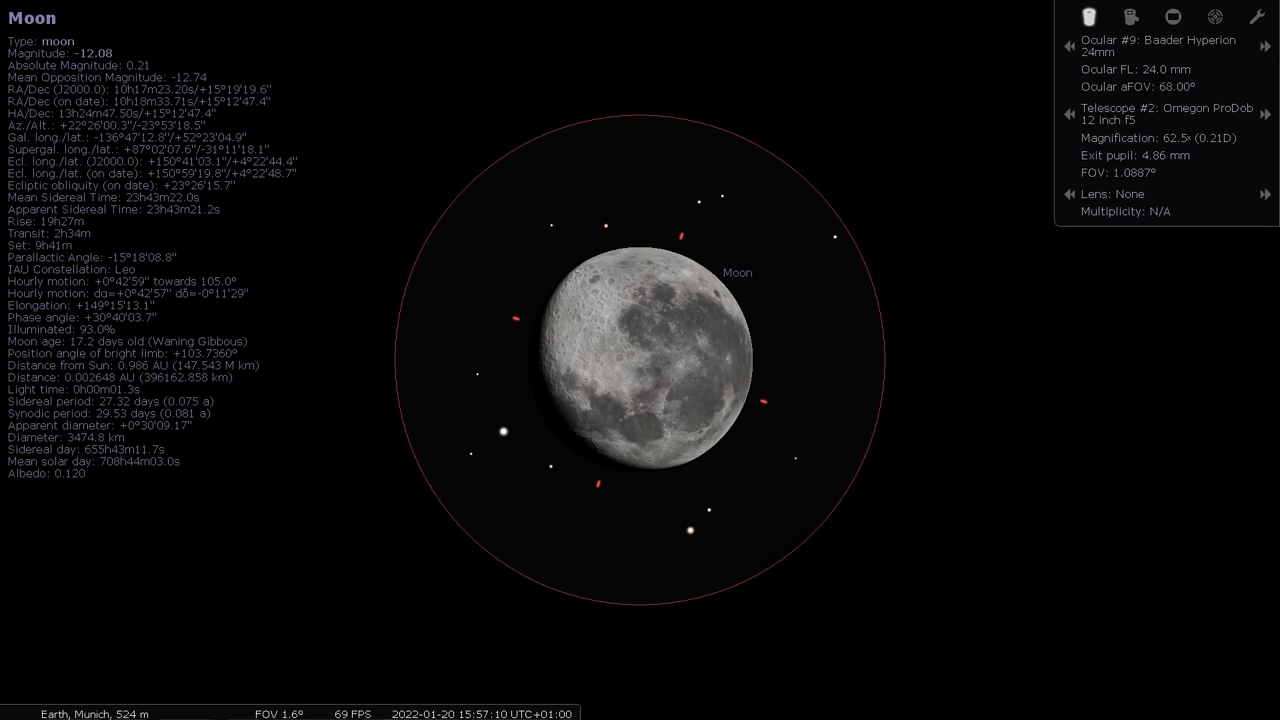 Moon
Type: moon
Magnitude: -12.08
Absolute Magnitude: 0.21
Mean Opposition Magnitude: -12.74
RA/Dec (J2000.0): 10h17m23.20s/+15°19'19.6"
RA/Dec (on date): 10h18m33.71s/+15°12'47.4"
HA/Dec: 13h24m47.50s/+15°12'47.4"
Az./Alt.: +22°26'00.3"/-23°53'18.5"
Gal. long./lat.: -136°47'12.8"/+52°23'04.9"
Supergal. long./lat.: +87°02'07.6"/-31°11'18.1"
Ecl. long./lat. (J2000.0): +150°41'03.1"/+4°22'44.4"
Ecl. long./lat. (on date): +150°59'19.8"/+4°22'48.7"
Ecliptic obliquity (on date): +23°26'15.7"
Mean Sidereal Time: 23h43m22.0s
Apparent Sidereal Time: 23h43m21.2s
Rise: 19h27m
Transit: 2h34m
Set: 9h41m
Parallactic Angle: -15°18'08.8"
IAU Constellation: Leo
Hourly motion: +0°42'59" towards 105.0°
Hourly motion: dα=+0°42'57" dδ=-0°11'29"
Elongation: +149°15'13.1"
Phase angle: +30°40'03.7"
Illuminated: 93.0%
Moon age: 17.2 days old (Waning Gibbous)
Position angle of bright limb: +103.7360°
Distance from Sun: 0.986 AU (147.543 M km)
Distance: 0.002648 AU (396162.858 km)
Light time: 0h00m01.3s
Sidereal period: 27.32 days (0.075 a)
Synodic period: 29.53 days (0.081 a)
Apparent diameter: +0°30'09.17"
Diameter: 3474.8 km
Sidereal day: 655h43m11.7s
Mean solar day: 708h44m03.0s
Albedo: 0.120
Moon
Ocular #9: Baader Hyperion
24mm
Ocular FL: 24.0 mm
Ocular aFOV: 68.00°
Telescope #2: Omegon ProDob
12 inch f5
Magnification: 62.5× (0.21D)
Exit pupil: 4.86 mm
FOV: 1.0887°
Lens: None
Multiplicity: N/A
Earth, Munich, 524 m FOV 1.6° 69 FPS 2022-01-20 15:57:10 UTC+01:00